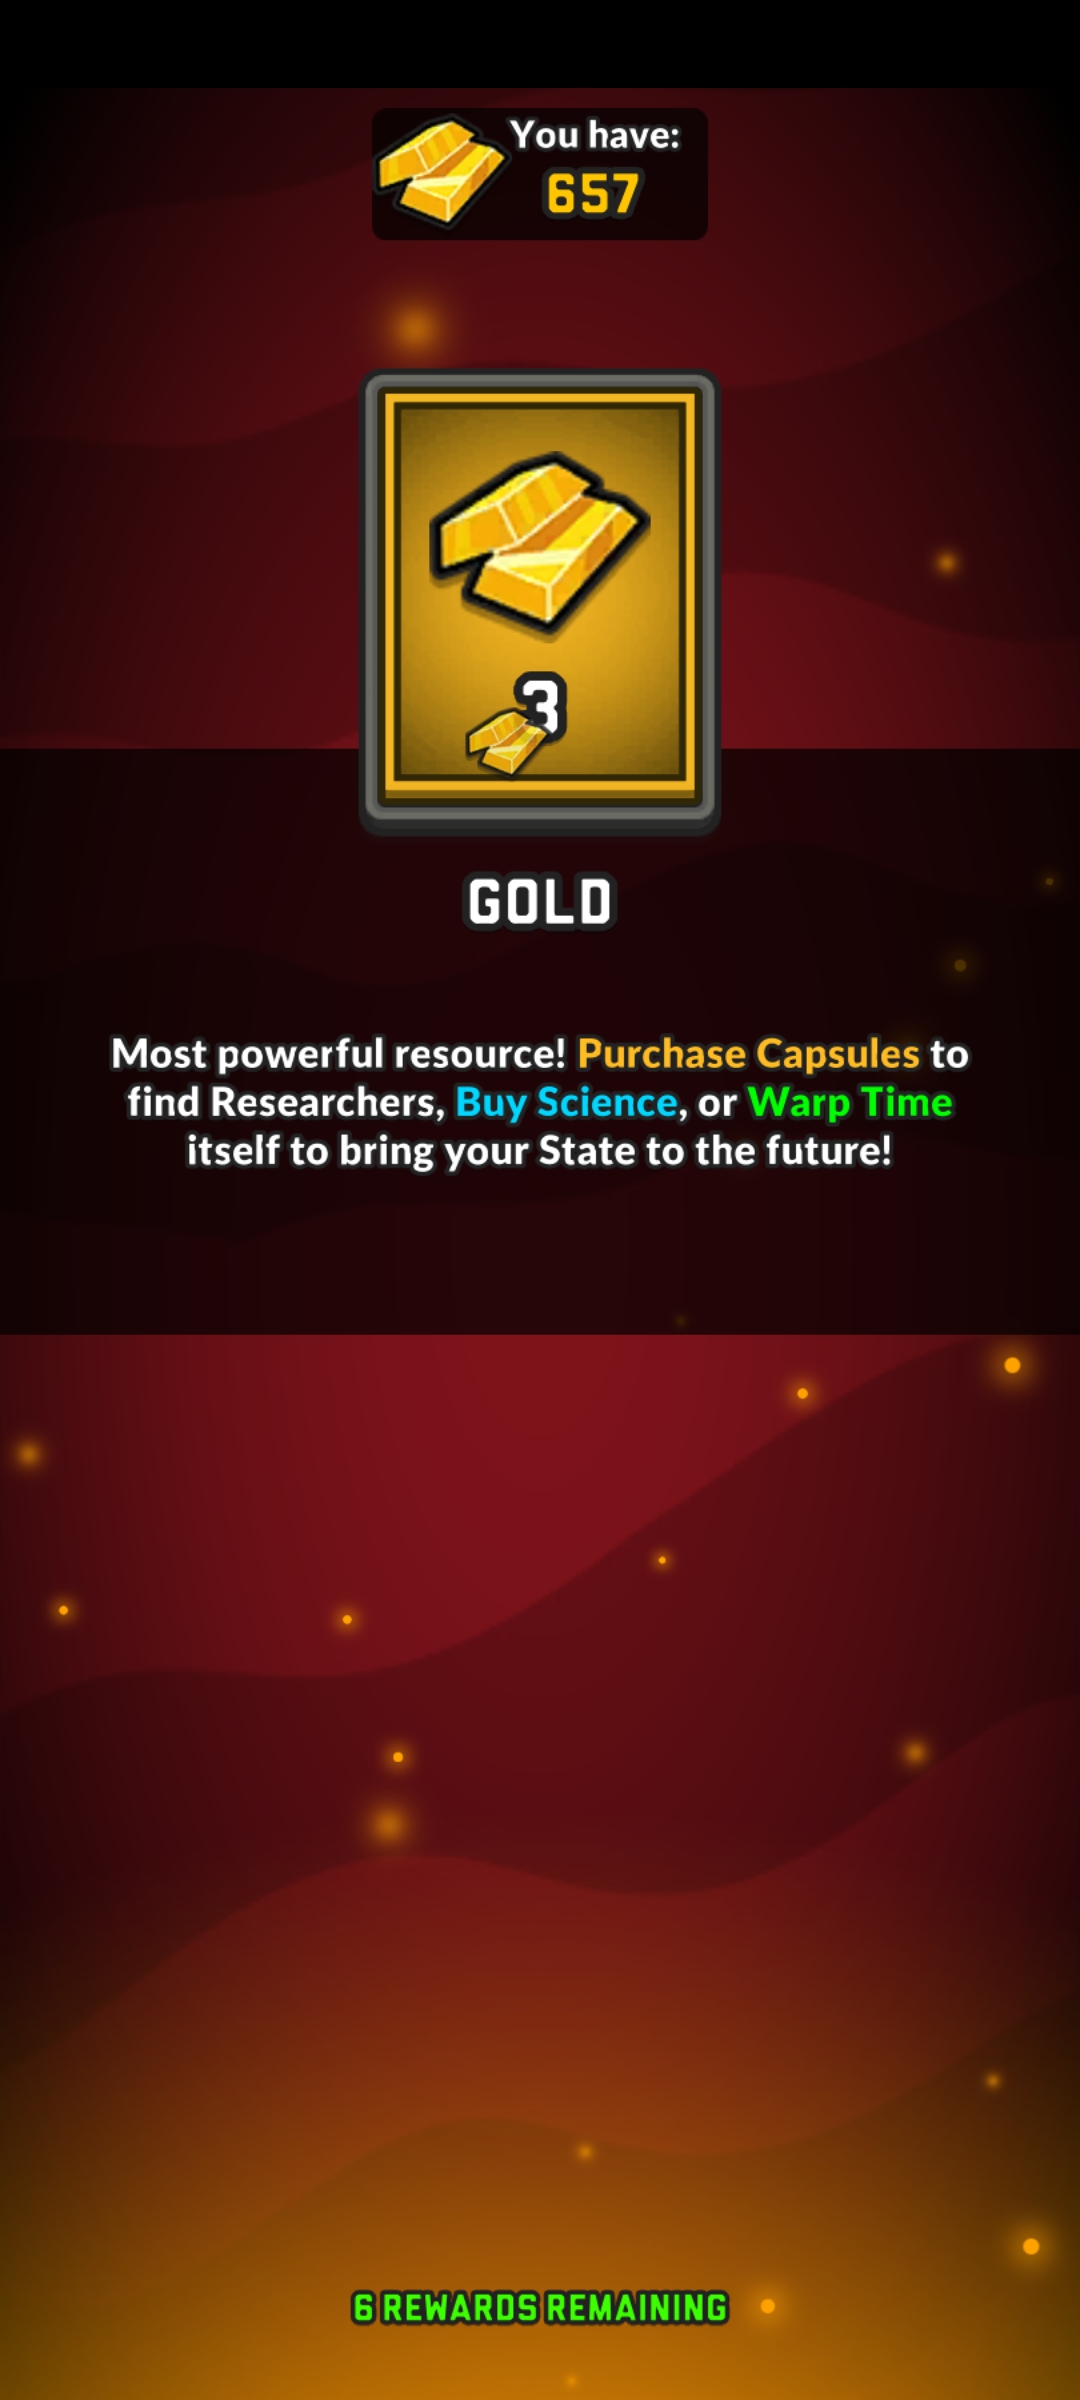 You have:
657
3
GOLD
Most powerful resource! Purchase Capsules to
find Researchers, Buy Science, or Warp Time
itself to bring your State to the future!
6 REWARDS REMAINING